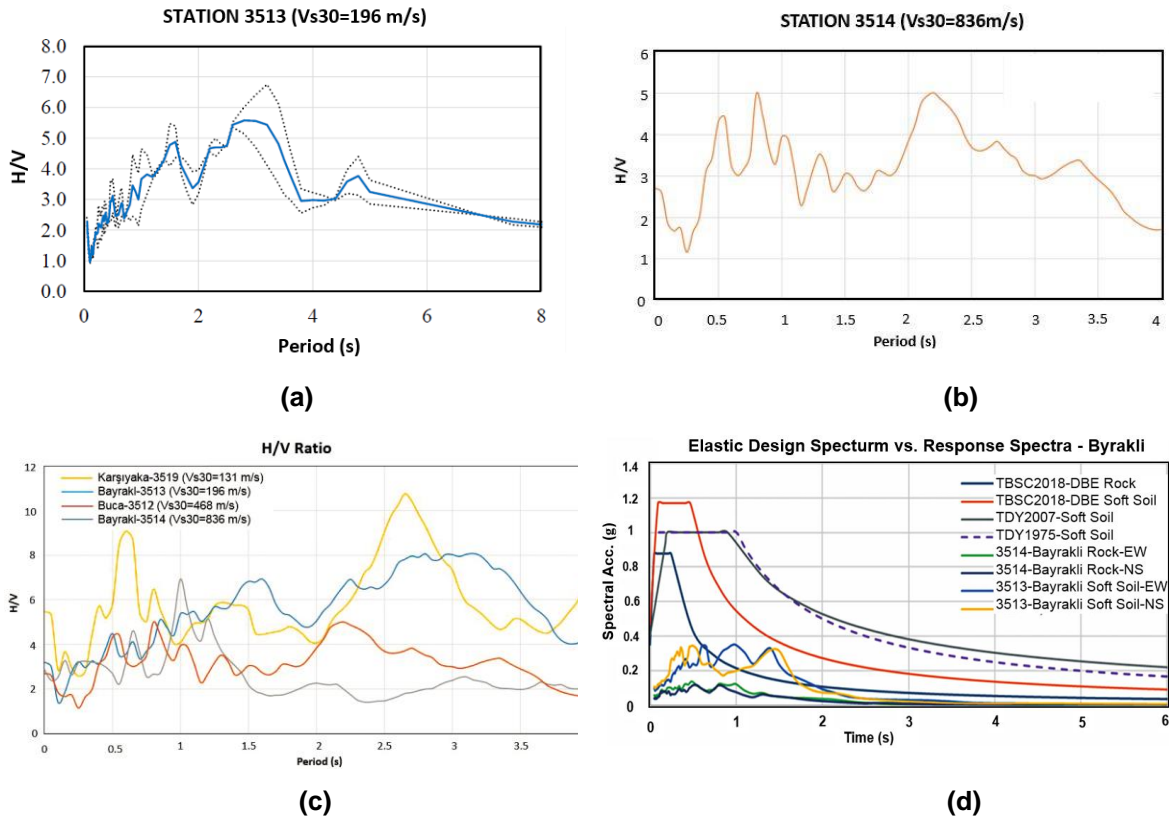 STATION 3513 (Vs30=196 m/s)
8.0
7.0
6.0
5.0
4.0
3.0
2.0
1.0
0.0
H/V
0 2 4 6 8
Period (s)
(a)
STATION 3514 (Vs30=836m/s)
6
5
4
3
2
1
0
H/V
0 0.5 1 1.5 2 2.5 3 3.5 4
Period (s)
(b)
H/V Ratio
12
10
8
6
4
2
0
H/V
Karşıyaka-3519 (Vs30=131 m/s)
Bayraklı-3513 (Vs30=196 m/s)
Buca-3512 (Vs30=468 m/s)
Bayraklı-3514 (Vs30=836 m/s)
0 0.5 1 1.5 2 2.5 3 3.5
Period (s)
(c)
Elastic Design Specturm vs. Response Spectra - Byrakli
1.4
1.2
1
0.8
0.6
0.4
0.2
0
Spectral Acc. (g)
TBSC2018-DBE Rock
TBSC2018-DBE Soft Soil
TDY2007-Soft Soil
TDY1975-Soft Soil
3514-Bayrakli Rock-EW
3514-Bayrakli Rock-NS
3513-Bayrakli Soft Soil-EW
3513-Bayrakli Soft Soil-NS
0 1 2 3 4 5 6
Time (s)
(d)